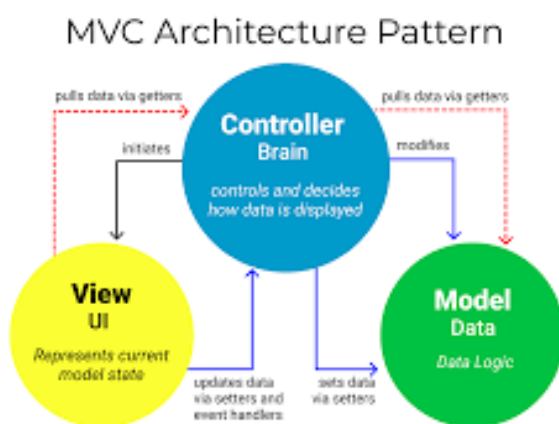 MVC Architecture Pattern
pulls data via getters
pulls data via getters
Controller
Brain
initiates
modifies
controls and decides
how data is displayed
View
UI
Represents current
model state
Model
Data
Data Logic
updates data
via setters and
event handlers
sets data
via setters